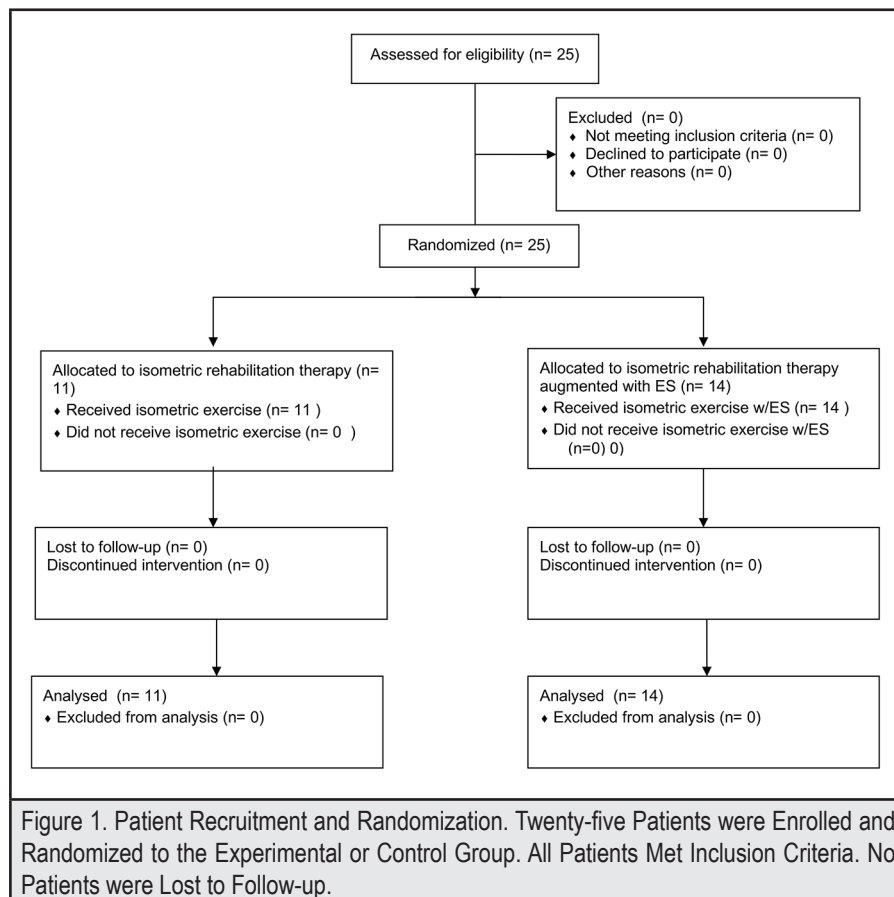 Assessed for eligibility (n= 25)
Excluded (n= 0)
♦ Not meeting inclusion criteria (n= 0)
♦ Declined to participate (n= 0)
♦ Other reasons (n= 0)
Randomized (n= 25)
Allocated to isometric rehabilitation therapy (n=
11)
♦ Received isometric exercise (n= 11 )
♦ Did not receive isometric exercise (n= 0 )
Allocated to isometric rehabilitation therapy
augmented with ES (n= 14)
♦ Received isometric exercise w/ES (n= 14 )
♦ Did not receive isometric exercise w/ES
(n=0) 0)
Lost to follow-up (n= 0)
Discontinued intervention (n= 0)
Lost to follow-up (n= 0)
Discontinued intervention (n= 0)
Analysed (n= 11)
♦ Excluded from analysis (n= 0)
Analysed (n= 14)
♦ Excluded from analysis (n= 0)
Figure 1. Patient Recruitment and Randomization. Twenty-five Patients were Enrolled and
Randomized to the Experimental or Control Group. All Patients Met Inclusion Criteria. No
Patients were Lost to Follow-up.